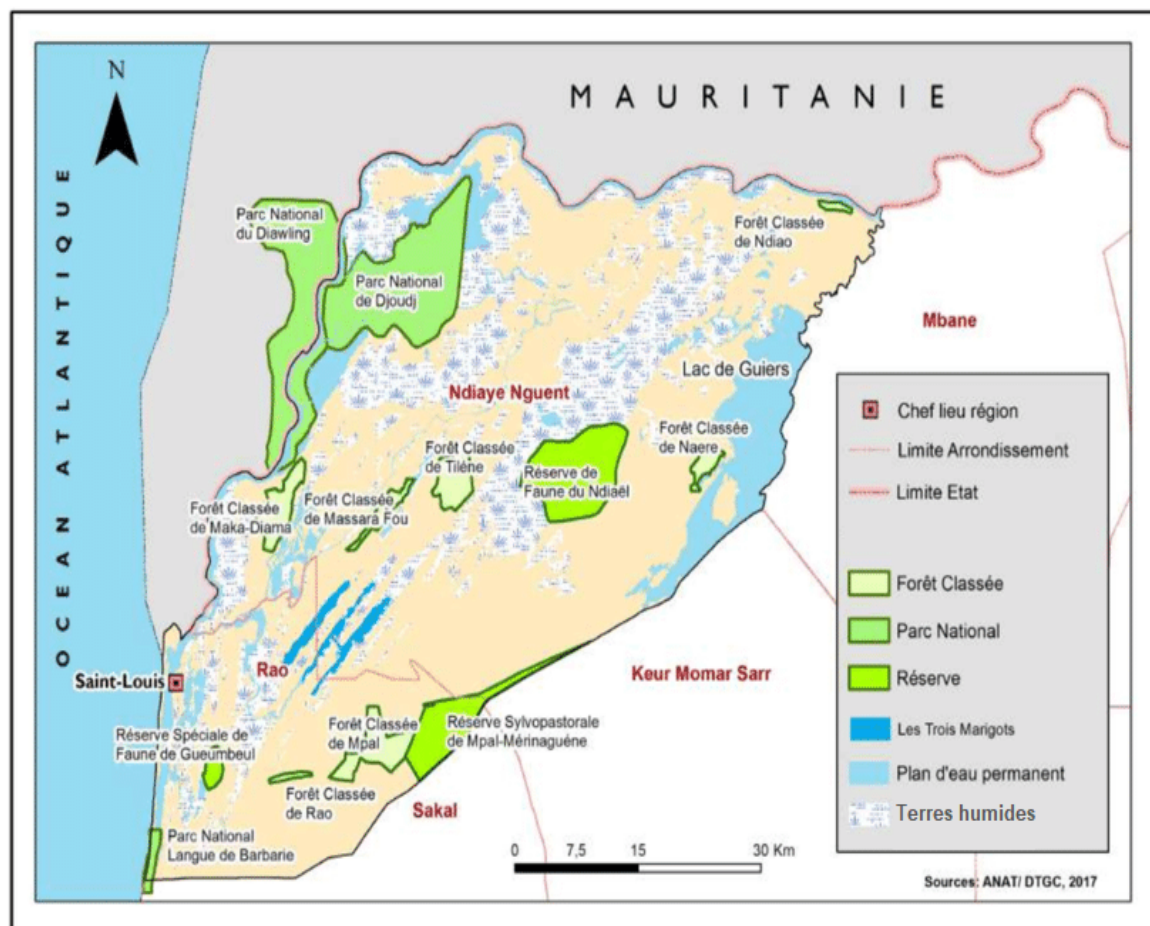 N
MAURITANIE
OCEAN ATLANTIQUE
Parc National
du Diawling
Forêt Classée
de Ndiao
Parc National
de Djoudj
Mbane
Lac de Guiers
Ndiaye Nguent
Forêt Classée
de Naere
Forêt Classée
de Tiléne
Réserve de
Faune du Ndiaël
Forêt Classée
de Maka-Diama
Forêt Classée
de Massara Fou
Rao
Saint-Louis
Keur Momar Sarr
Réserve Spéciale de
Faune de Gueumbeul
Forêt Classée
de Mpal
Réserve Sylvopastorale
de Mpal-Mérinaguéne
Forêt Classée
de Rao
Sakal
Parc National
Langue de Barbarie
0 7,5 15 30 Km
Chef lieu région
Limite Arrondissement
Limite Etat
Forêt Classée
Parc National
Réserve
Les Trois Marigots
Plan d'eau permanent
Terres humides
Sources: ANAT/ DTGC, 2017